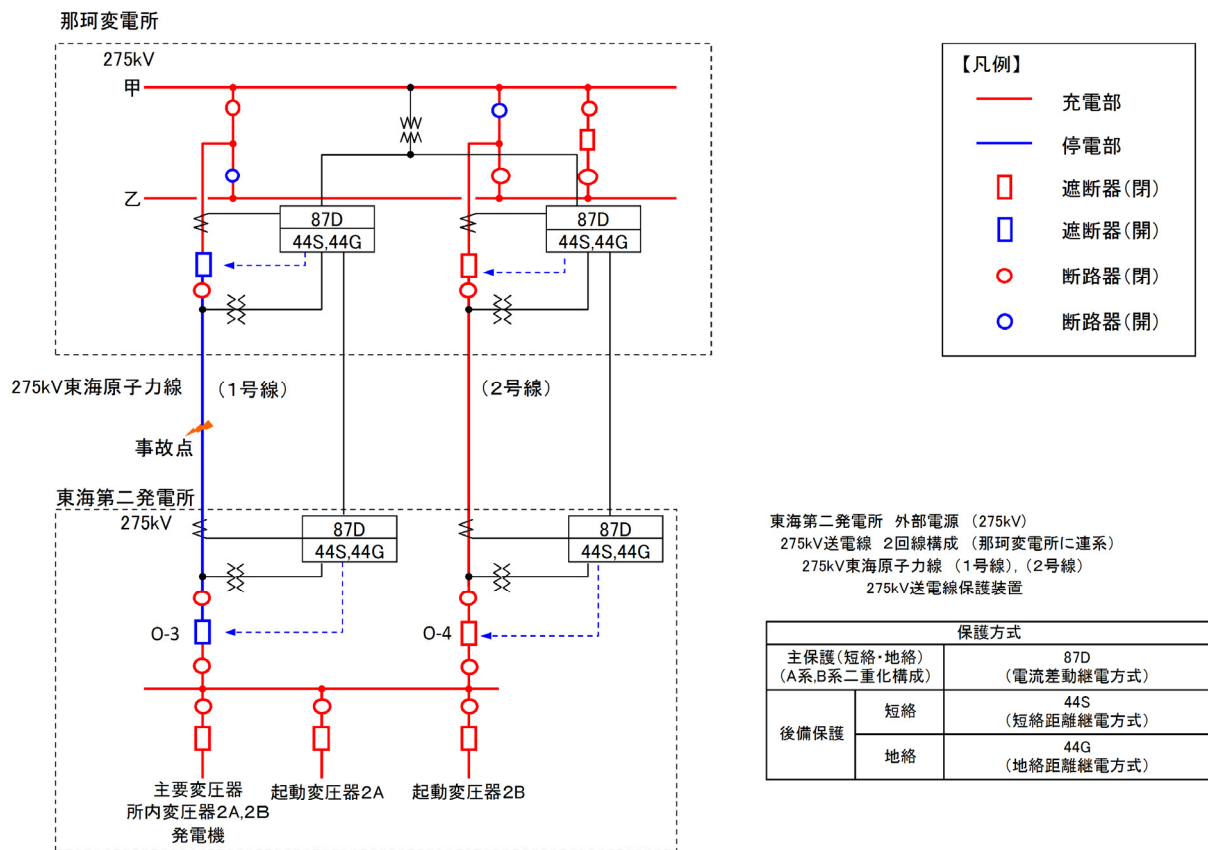 那珂変電所
275kV
甲
乙
87D
44S,44G
87D
44S,44G
275kV東海原子力線
(1号線)
(2号線)
事故点
東海第二発電所
275kV
87D
44S,44G
87D
44S,44G
O-3
O-4
主要変圧器
所内変圧器2A,2B
発電機
起動変圧器2A
起動変圧器2B
【凡例】
充電部
停電部
遮断器(閉)
遮断器(開)
断路器(閉)
断路器(開)
東海第二発電所 外部電源 (275kV)
275kV送電線 2回線構成 (那珂変電所に連系)
275kV東海原子力線 (1号線),(2号線)
275kV送電線保護装置
保護方式
主保護(短絡・地絡)
(A系,B系二重化構成)
87D
(電流差動継電方式)
後備保護
短絡
44S
(短絡距離継電方式)
地絡
44G
(地絡距離継電方式)